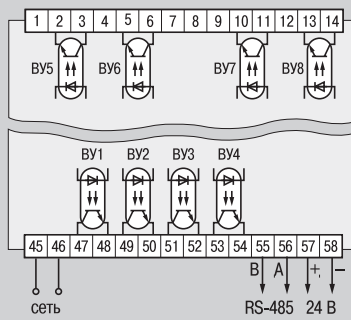 1 2 3 4 5 6 7 8 9 10 11 12 13 14
ВУ5 ВУ6 ВУ7 ВУ8
ВУ1 ВУ2 ВУ3 ВУ4
45 46 47 48 49 50 51 52 53 54 55 56 57 58
B A + −
сеть RS-485 24 В